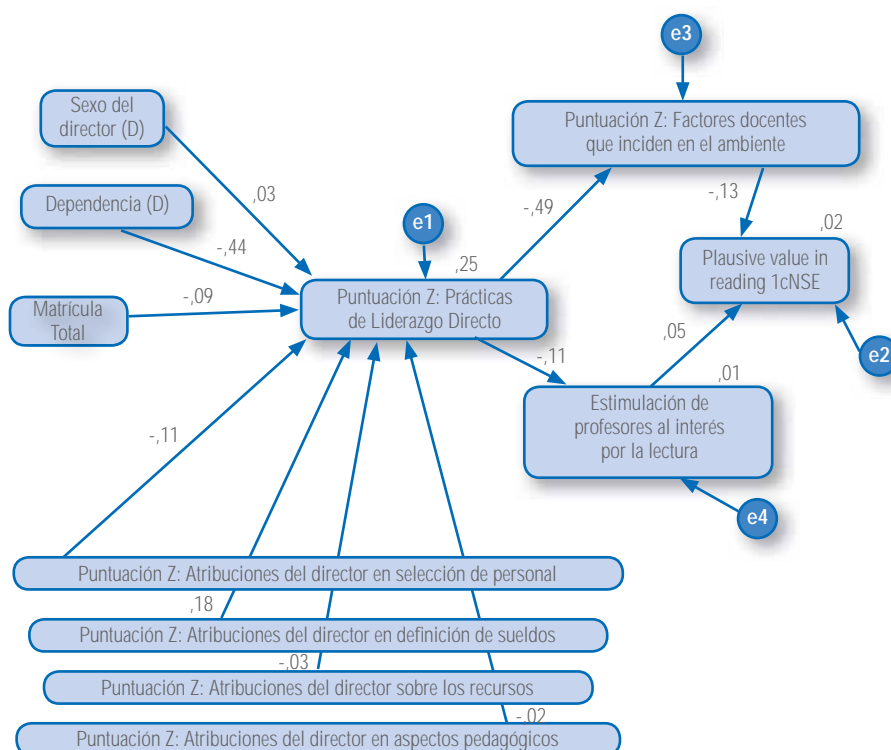 e3
Sexo del
director (D)
Puntuación Z: Factores docentes
que inciden en el ambiente
,03
Dependencia (D)
-,49
-,13
e1
,02
-,44
,25
Plausive value in
reading 1cNSE
-,09
Puntuación Z: Prácticas
de Liderazgo Directo
Matrícula
Total
,05
-,11
e2
,01
Estimulación de
profesores al interés
por la lectura
-,11
e4
Puntuación Z: Atribuciones del director en selección de personal
,18
Puntuación Z: Atribuciones del director en definición de sueldos
-,03
Puntuación Z: Atribuciones del director sobre los recursos
-,02
Puntuación Z: Atribuciones del director en aspectos pedagógicos